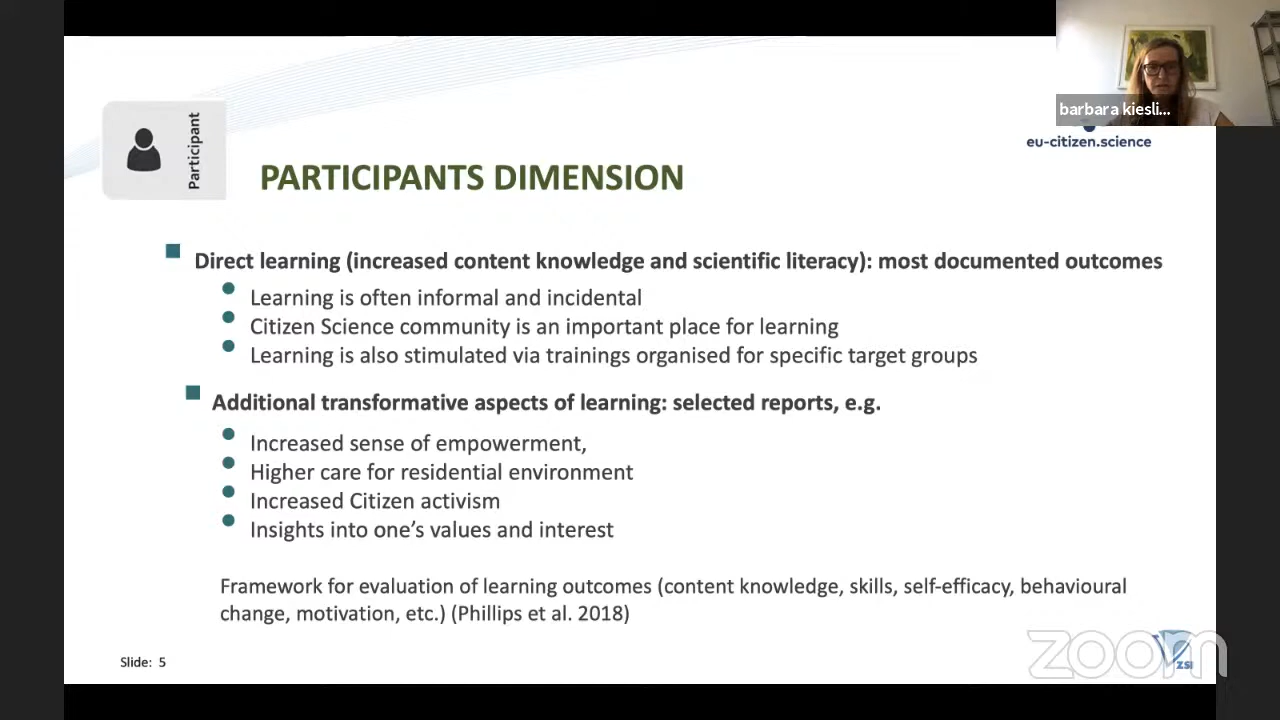 barbara kiesli...
eu-citizen.science
Participant
PARTICIPANTS DIMENSION
Direct learning (increased content knowledge and scientific literacy): most documented outcomes
Learning is often informal and incidental
Citizen Science community is an important place for learning
Learning is also stimulated via trainings organised for specific target groups
Additional transformative aspects of learning: selected reports, e.g.
Increased sense of empowerment,
Higher care for residential environment
Increased Citizen activism
Insights into one’s values and interest
Framework for evaluation of learning outcomes (content knowledge, skills, self-efficacy, behavioural
change, motivation, etc.) (Phillips et al. 2018)
Slide: 5
zoom
ZSI